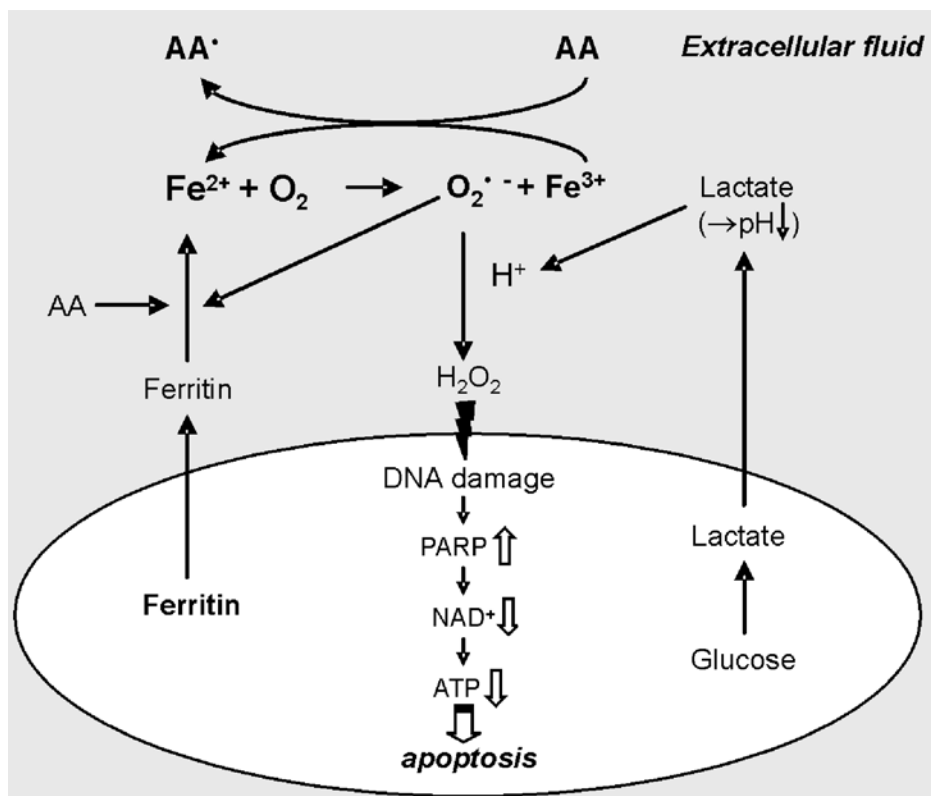 AA• AA Extracellular fluid
Fe²⁺ + O₂ → O₂•⁻ + Fe³⁺ Lactate
(→pH↓)
H⁺
AA
Ferritin H₂O₂
DNA damage
PARP ⇧ Lactate
Ferritin NAD⁺ ⇩
Glucose
ATP ⇩
apoptosis